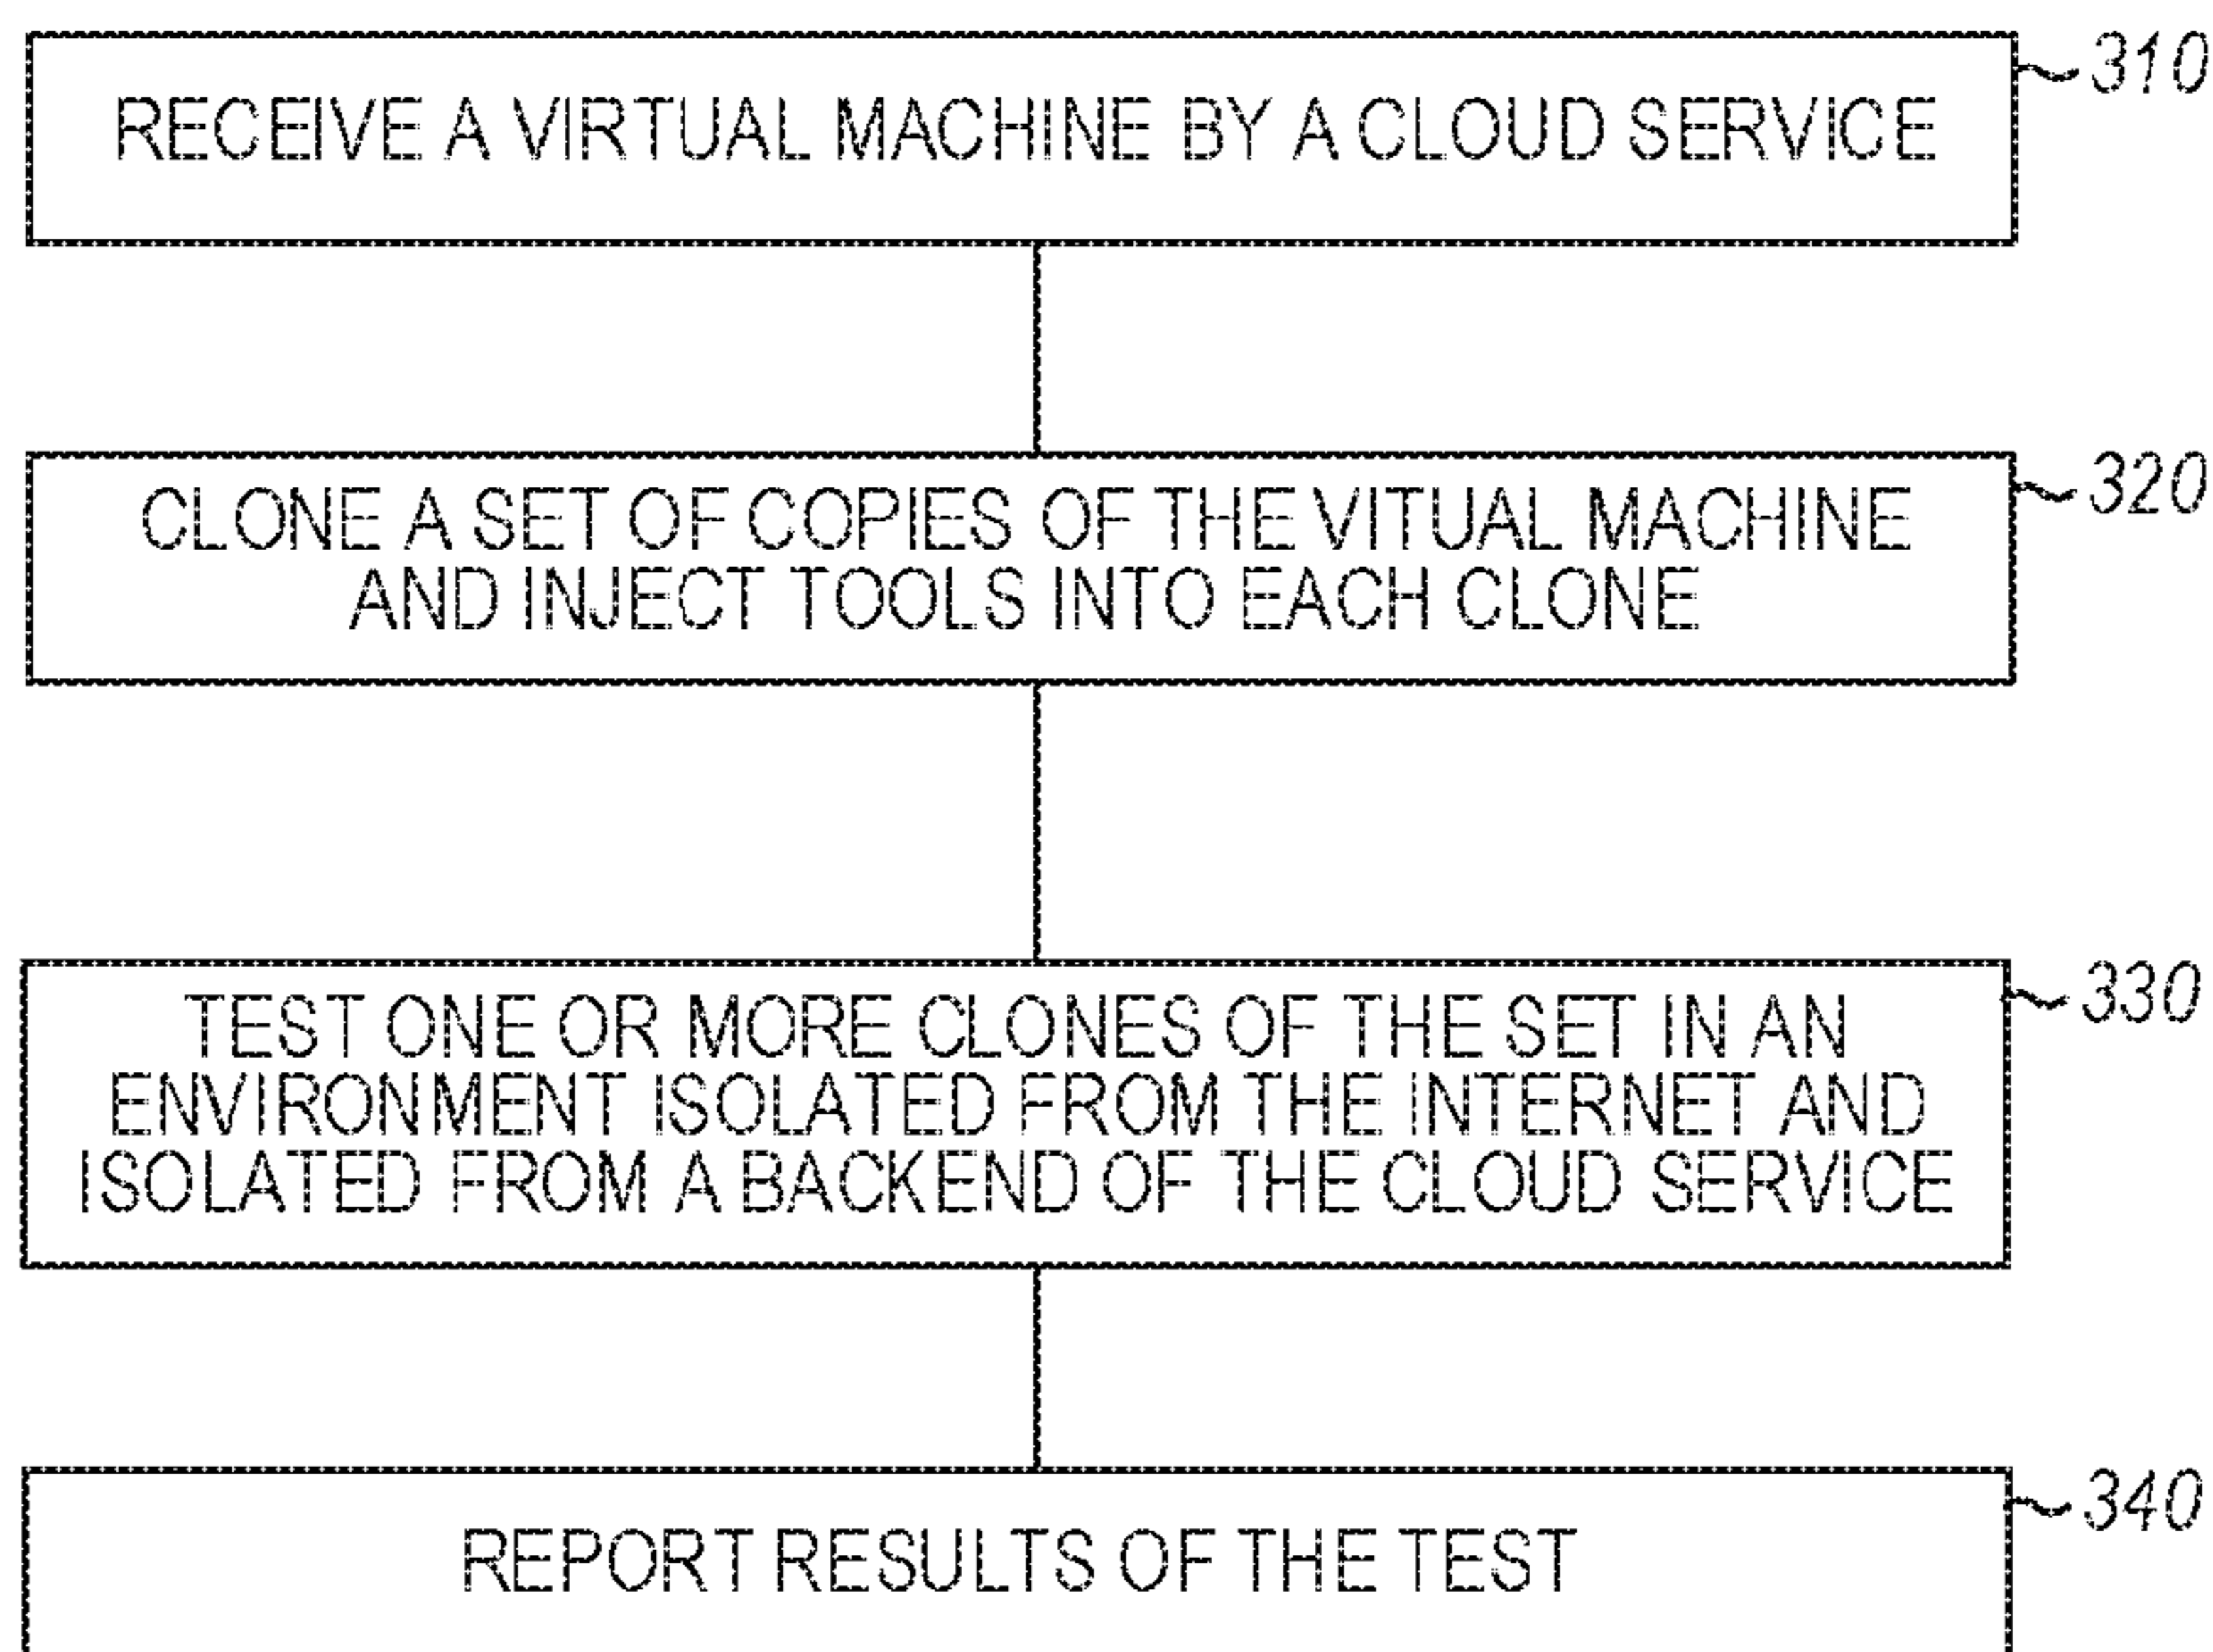 310
RECEIVE A VIRTUAL MACHINE BY A CLOUD SERVICE
320
CLONE A SET OF COPIES OF THE VITUAL MACHINE
AND INJECT TOOLS INTO EACH CLONE
330
TEST ONE OR MORE CLONES OF THE SET IN AN
ENVIRONMENT ISOLATED FROM THE INTERNET AND
ISOLATED FROM A BACKEND OF THE CLOUD SERVICE
340
REPORT RESULTS OF THE TEST